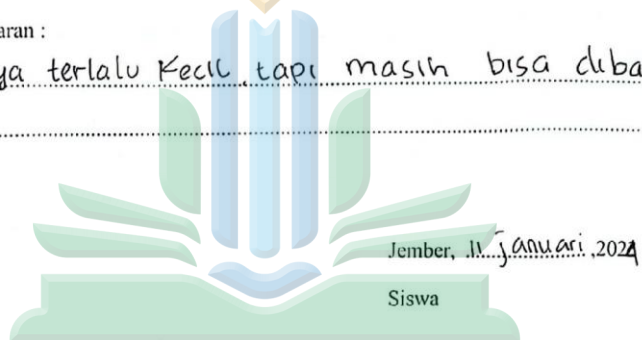 aran :
ya terlalu Kecil, tapi masih bisa diba
Jember, 11 januari, 2024
Siswa